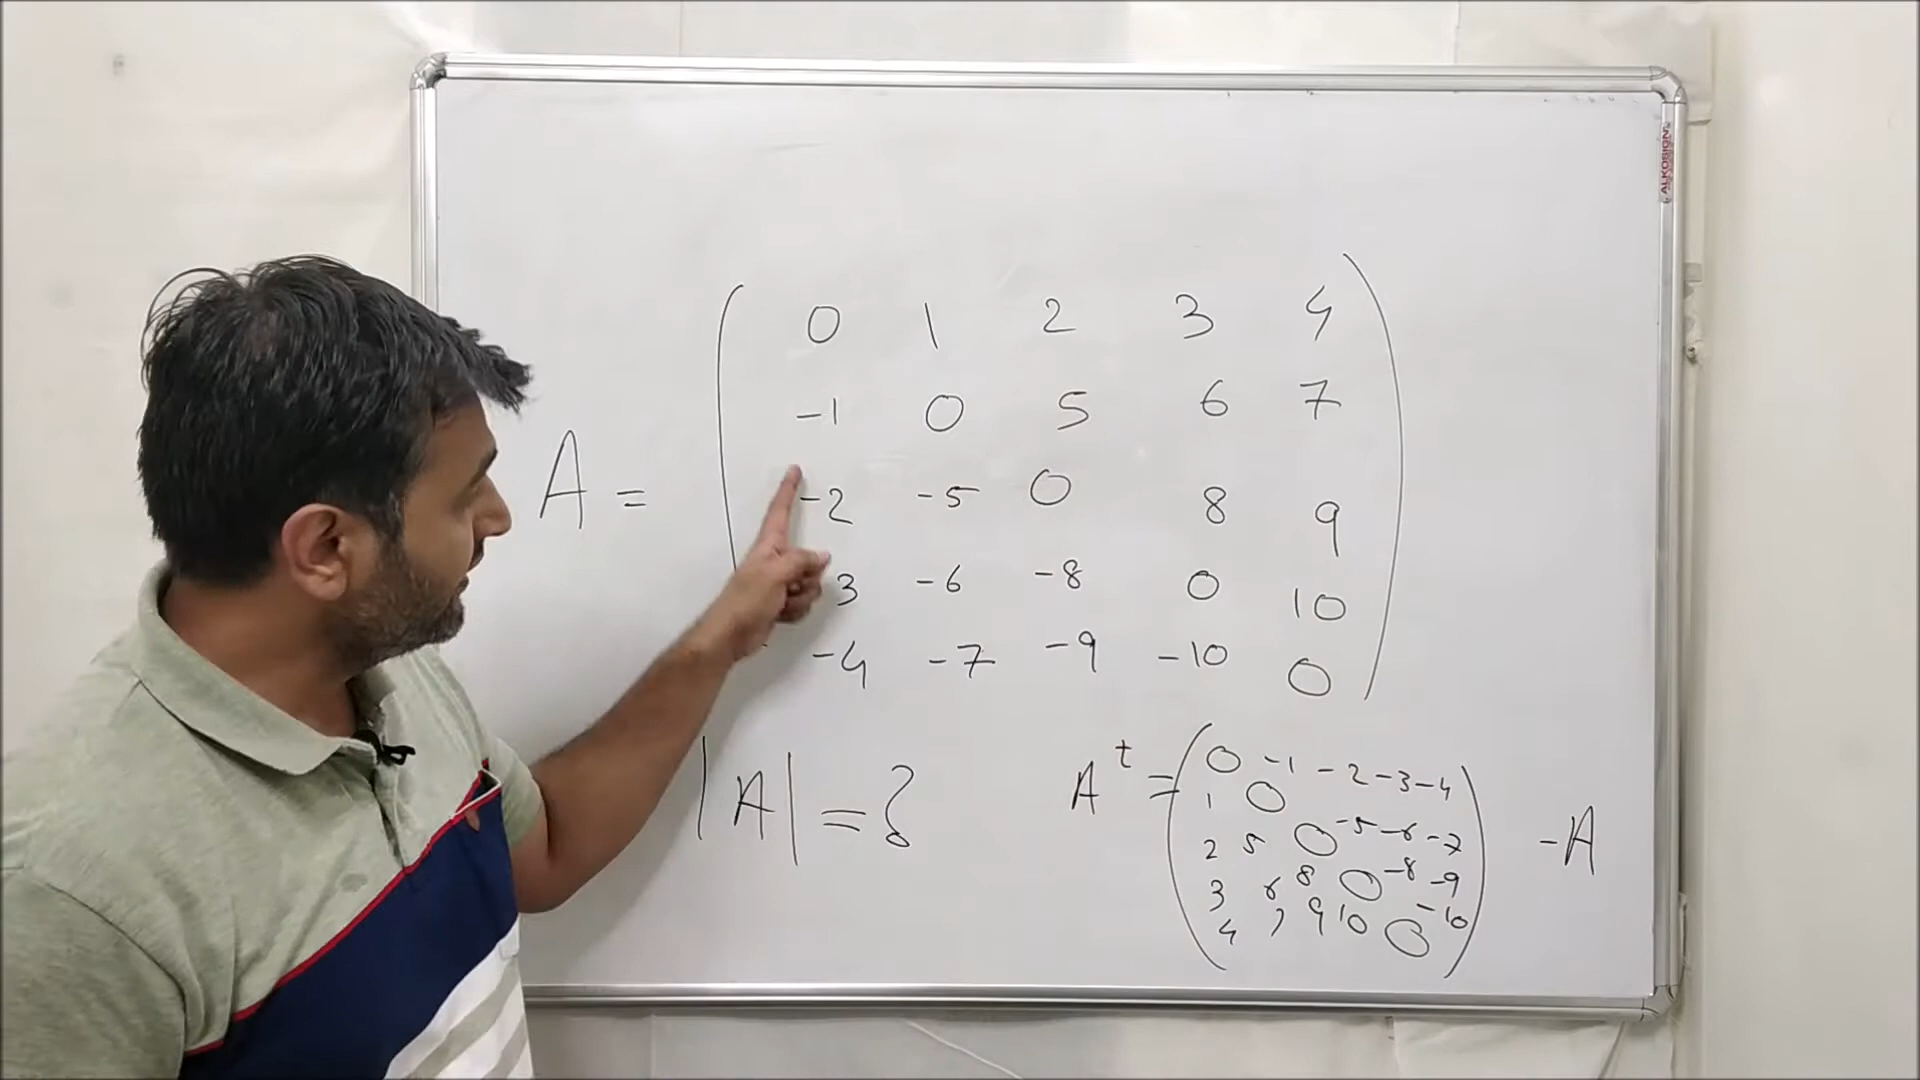 ALKOSIGN
0 1 2 3 4
-1 0 5 6 7
A = -2 -5 0 8 9
3 -6 -8 0 10
-4 -7 -9 -10 0
|A| =
A^t = 0 -1 -2 -3 -4
1 0
2 5 0 -5 -6 -7 -A
3 6 8 0 -8 -9
4 7 9 10 0 -10